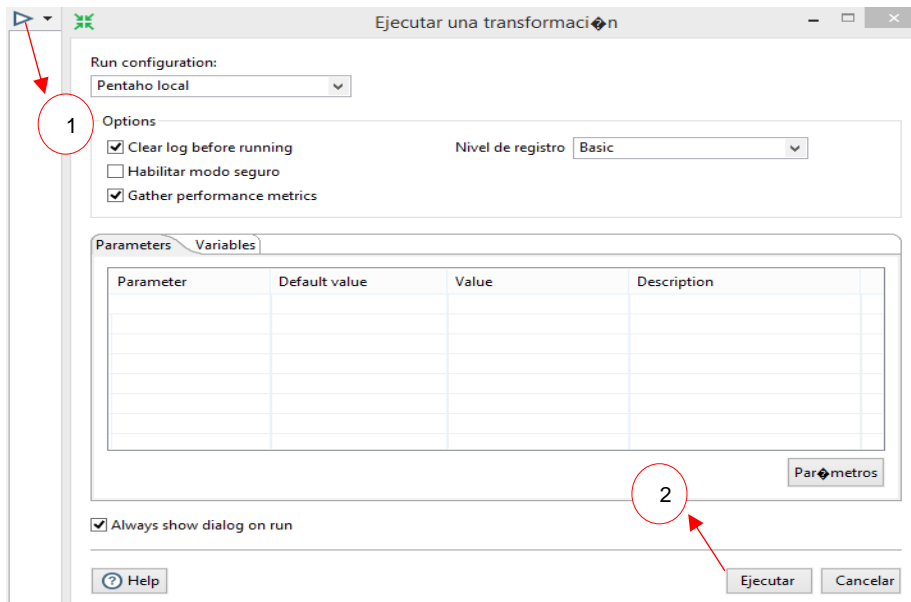 Ejecutar una transformaci�n
Run configuration:
Pentaho local
1
Options
Clear log before running
Nivel de registro Basic
Habilitar modo seguro
Gather performance metrics
Parameters Variables
Parameter Default value Value Description
Par�metros
2
Always show dialog on run
? Help
Ejecutar Cancelar